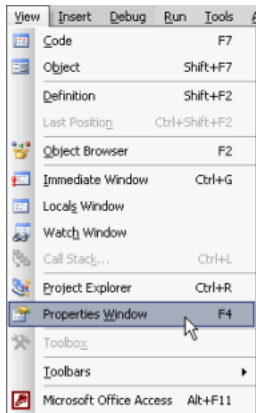 View Insert Debug Run Tools
Code F7
Object Shift+F7
Definition Shift+F2
Last Position Ctrl+Shift+F2
Object Browser F2
Immediate Window Ctrl+G
Locals Window
Watch Window
Call Stack... Ctrl+L
Project Explorer Ctrl+R
Properties Window F4
Toolbox
Toolbars
Microsoft Office Access Alt+F11